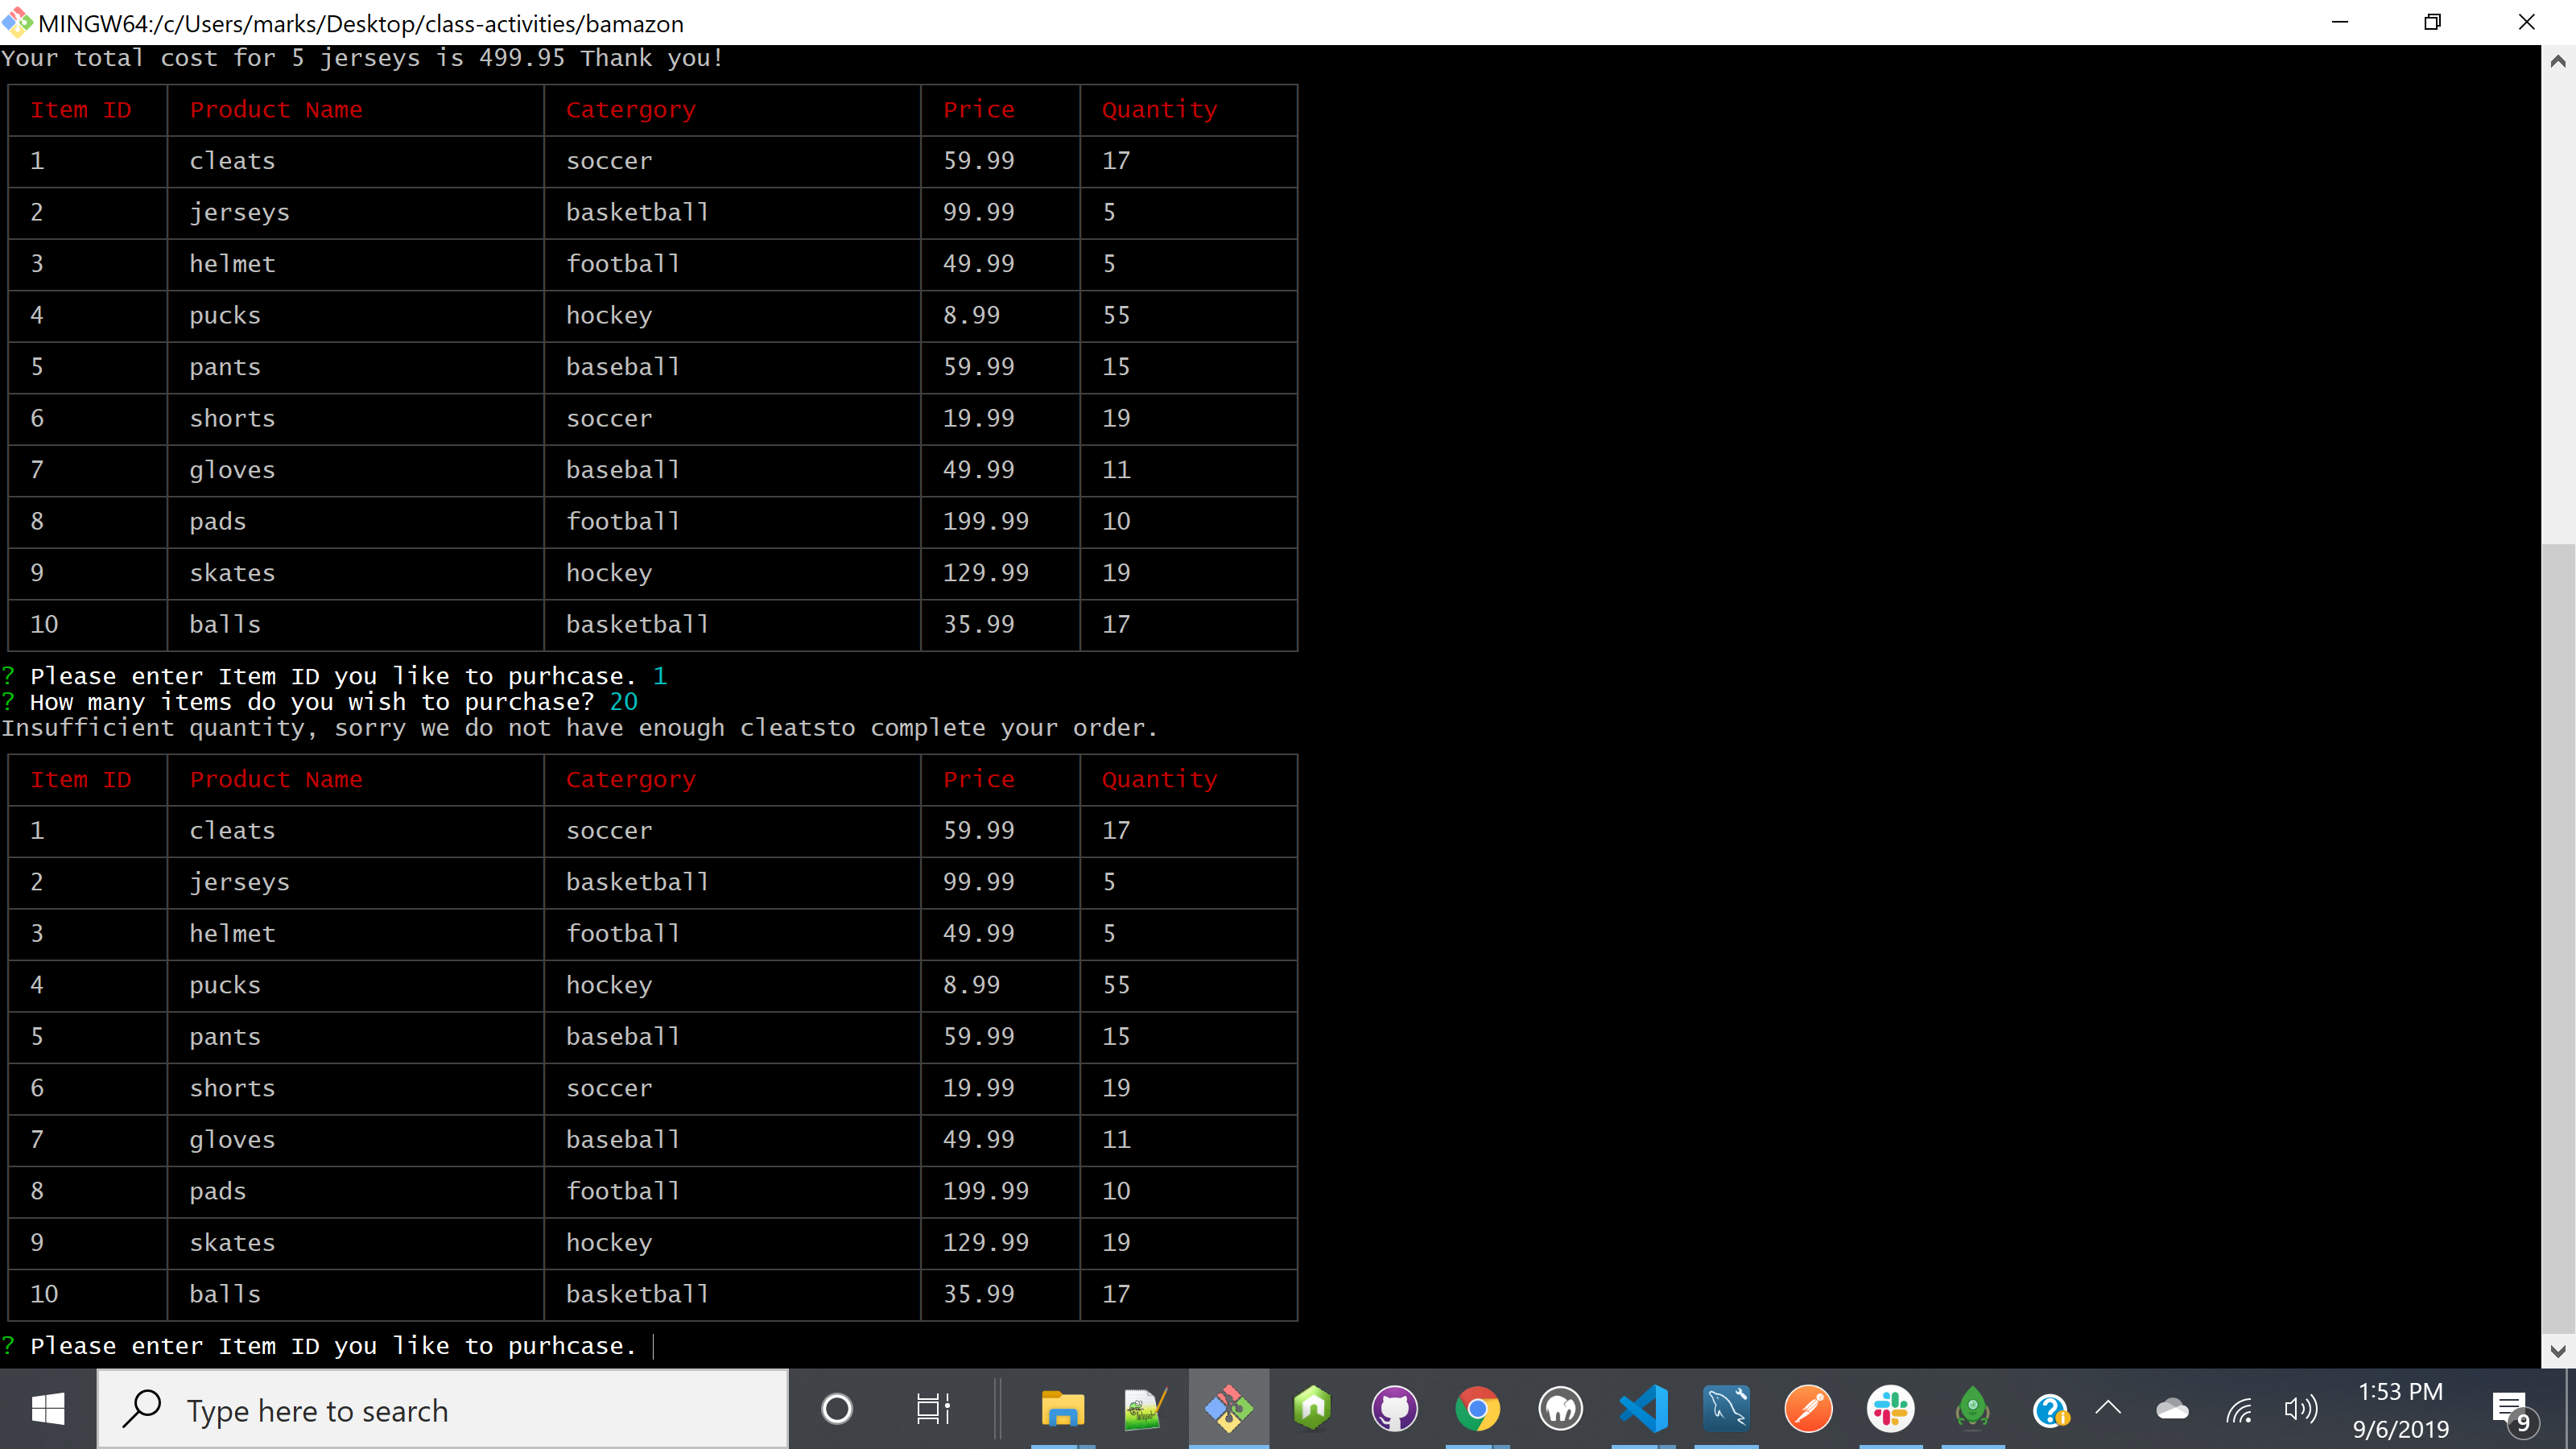 MINGW64:/c/Users/marks/Desktop/class-activities/bamazon
Your total cost for 5 jerseys is 499.95 Thank you!
Item ID Product Name Catergory Price Quantity
1 cleats soccer 59.99 17
2 jerseys basketball 99.99 5
3 helmet football 49.99 5
4 pucks hockey 8.99 55
5 pants baseball 59.99 15
6 shorts soccer 19.99 19
7 gloves baseball 49.99 11
8 pads football 199.99 10
9 skates hockey 129.99 19
10 balls basketball 35.99 17
? Please enter Item ID you like to purhcase. 1
? How many items do you wish to purchase? 20
Insufficient quantity, sorry we do not have enough cleatsto complete your order.
Item ID Product Name Catergory Price Quantity
1 cleats soccer 59.99 17
2 jerseys basketball 99.99 5
3 helmet football 49.99 5
4 pucks hockey 8.99 55
5 pants baseball 59.99 15
6 shorts soccer 19.99 19
7 gloves baseball 49.99 11
8 pads football 199.99 10
9 skates hockey 129.99 19
10 balls basketball 35.99 17
? Please enter Item ID you like to purhcase.
Type here to search
1:53 PM
9/6/2019
9